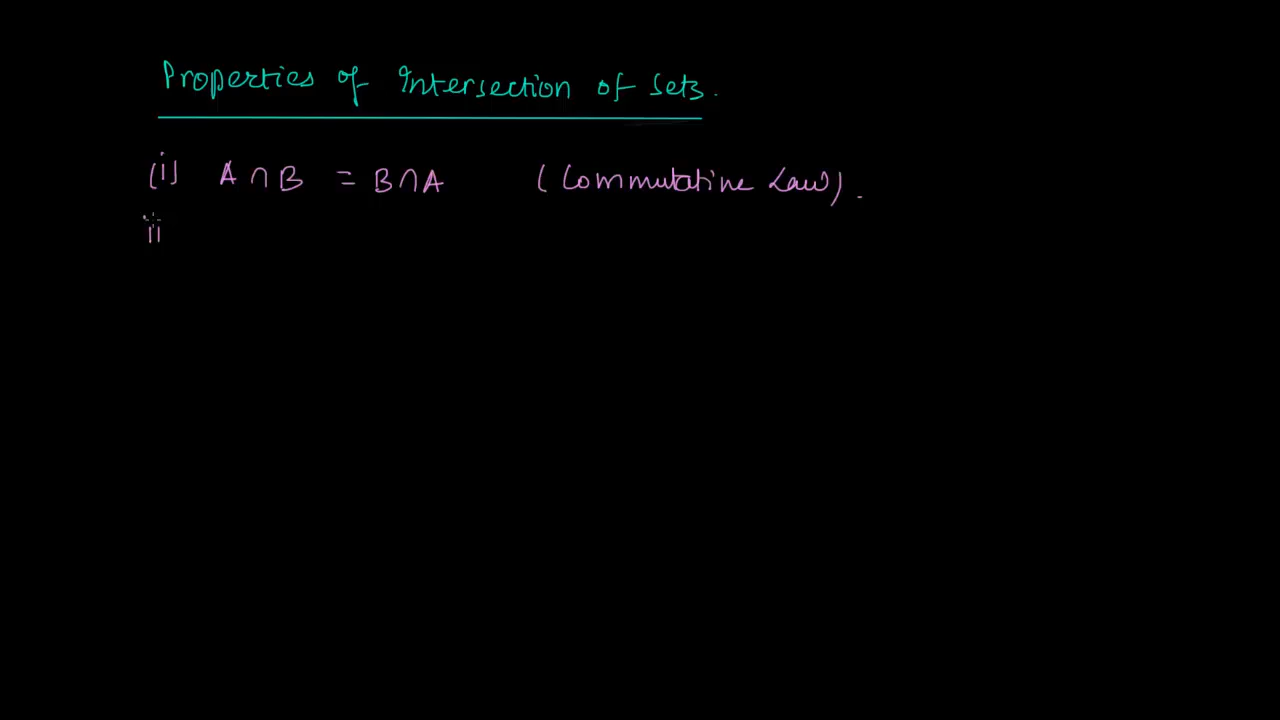 Properties of Intersection of Sets.
(i) A ∩ B = B ∩ A (Commutative Law).
ii